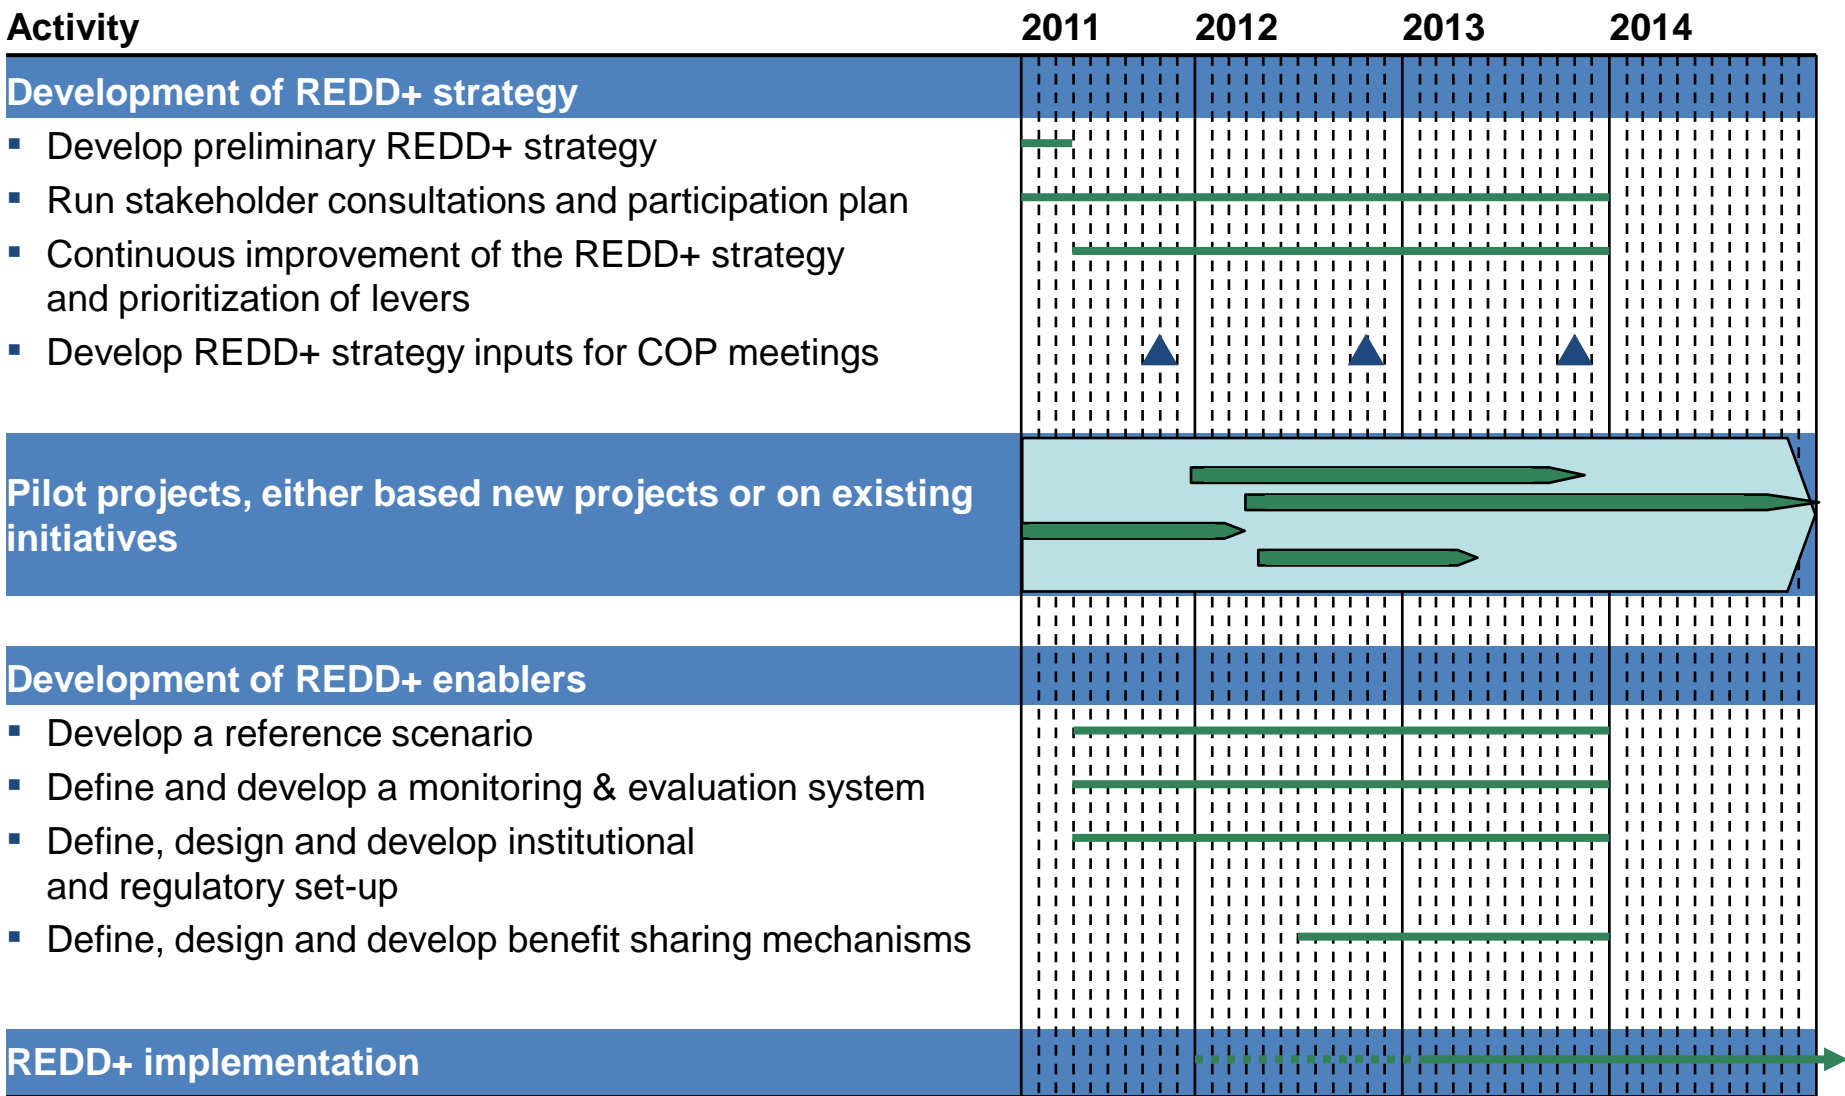 Activity 2011 2012 2013 2014
Development of REDD+ strategy
▪ Develop preliminary REDD+ strategy
▪ Run stakeholder consultations and participation plan
▪ Continuous improvement of the REDD+ strategy
and prioritization of levers
▪ Develop REDD+ strategy inputs for COP meetings
Pilot projects, either based new projects or on existing
initiatives
Development of REDD+ enablers
▪ Develop a reference scenario
▪ Define and develop a monitoring & evaluation system
▪ Define, design and develop institutional
and regulatory set-up
▪ Define, design and develop benefit sharing mechanisms
REDD+ implementation